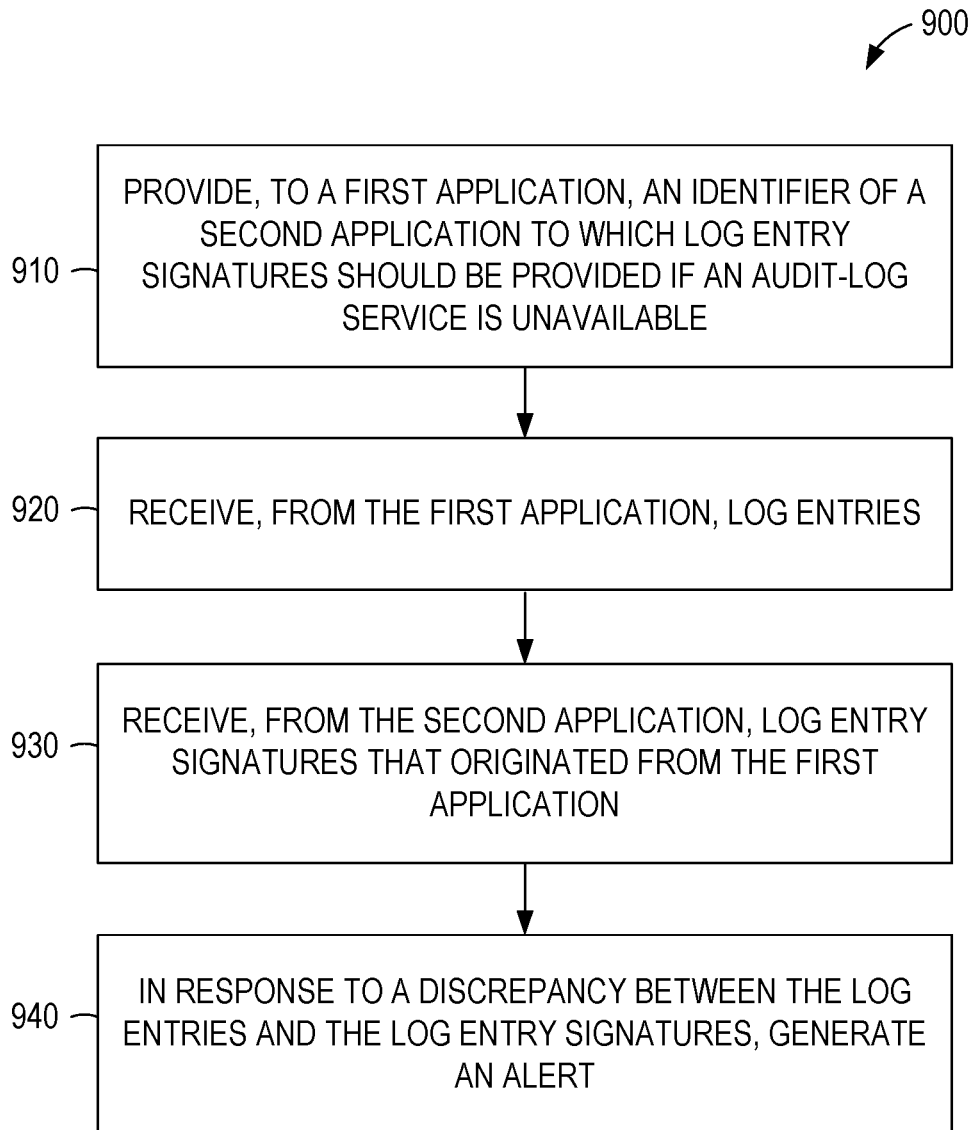 900
PROVIDE, TO A FIRST APPLICATION, AN IDENTIFIER OF A
SECOND APPLICATION TO WHICH LOG ENTRY
910
SIGNATURES SHOULD BE PROVIDED IF AN AUDIT-LOG
SERVICE IS UNAVAILABLE
920
RECEIVE, FROM THE FIRST APPLICATION, LOG ENTRIES
RECEIVE, FROM THE SECOND APPLICATION, LOG ENTRY
930
SIGNATURES THAT ORIGINATED FROM THE FIRST
APPLICATION
IN RESPONSE TO A DISCREPANCY BETWEEN THE LOG
940
ENTRIES AND THE LOG ENTRY SIGNATURES, GENERATE
AN ALERT